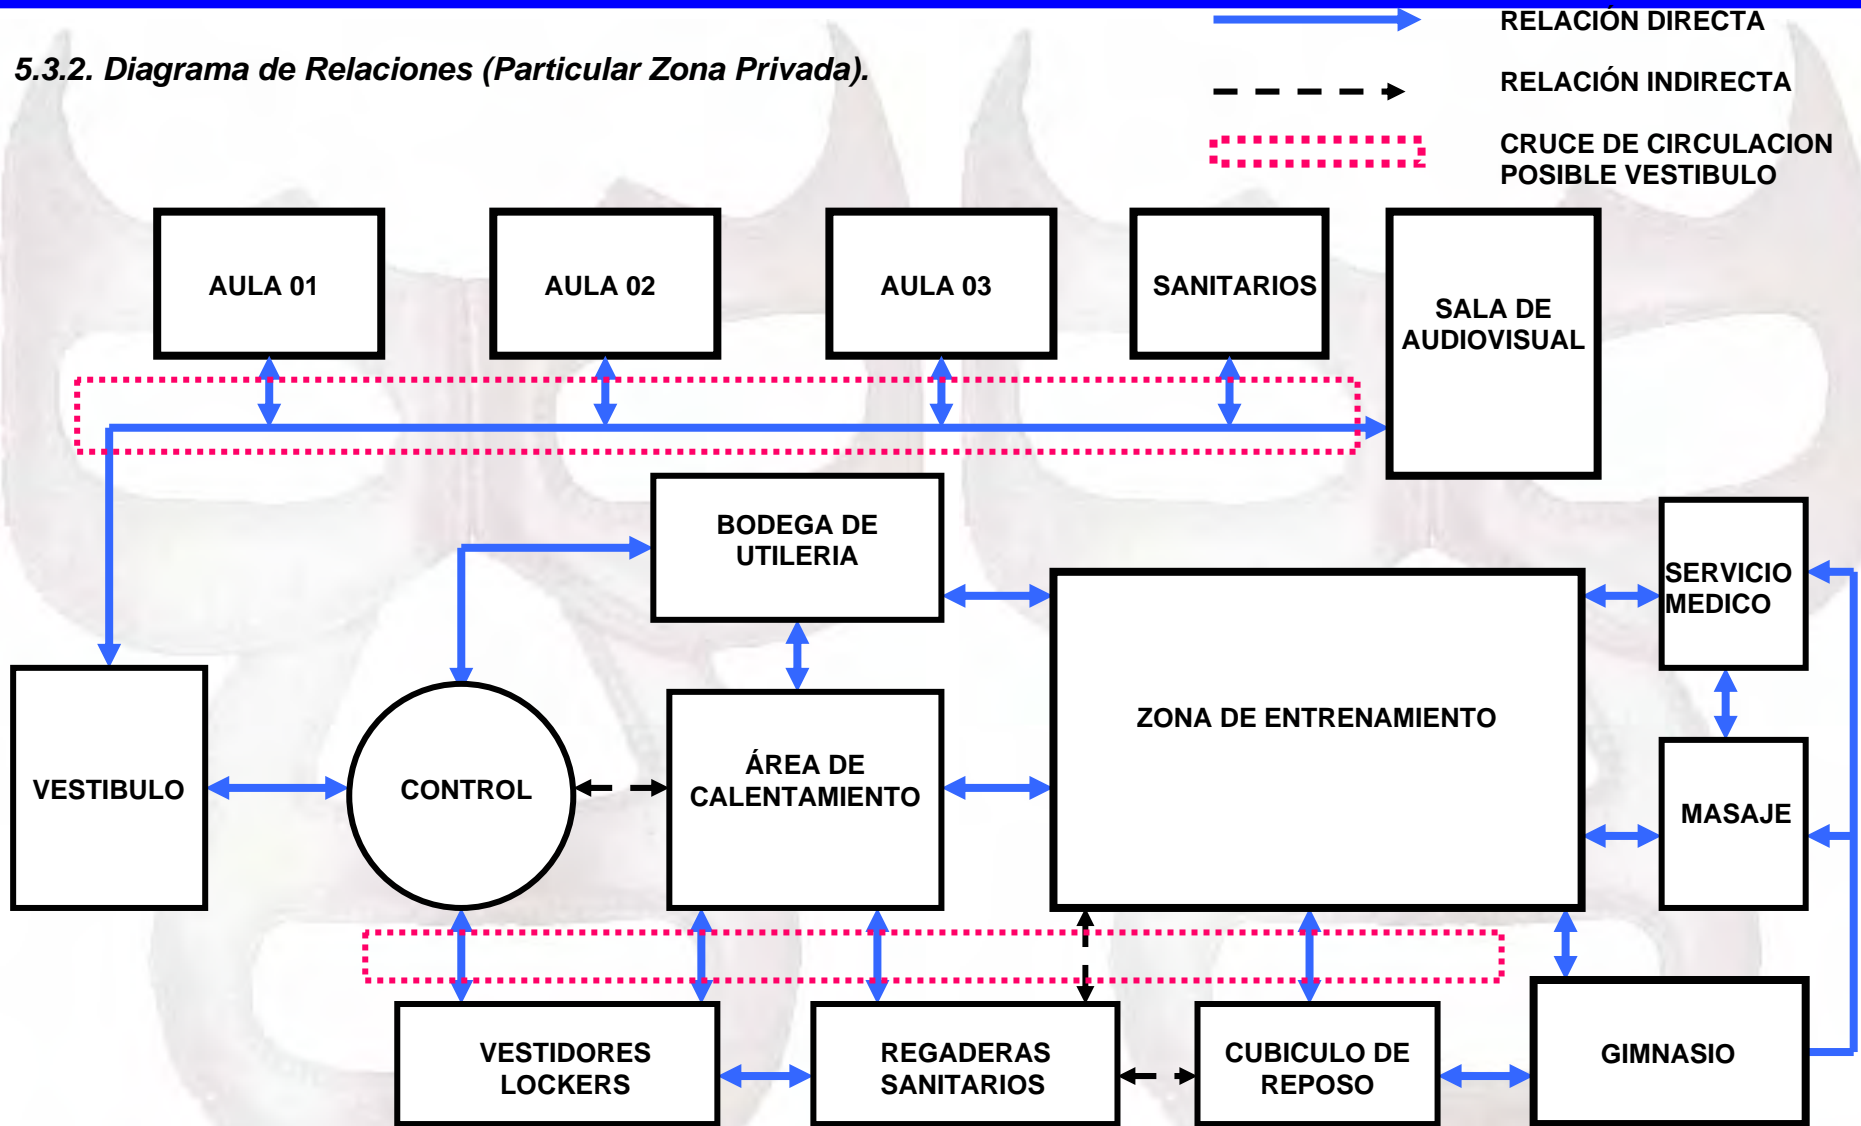 RELACIÓN DIRECTA
5.3.2. Diagrama de Relaciones (Particular Zona Privada).
RELACIÓN INDIRECTA
CRUCE DE CIRCULACION
POSIBLE VESTIBULO
AULA 01
AULA 02
AULA 03
SANITARIOS
SALA DE
AUDIOVISUAL
BODEGA DE
UTILERIA
SERVICIO
MEDICO
ZONA DE ENTRENAMIENTO
VESTIBULO
CONTROL
ÁREA DE
CALENTAMIENTO
MASAJE
VESTIDORES
LOCKERS
REGADERAS
SANITARIOS
CUBICULO DE
REPOSO
GIMNASIO